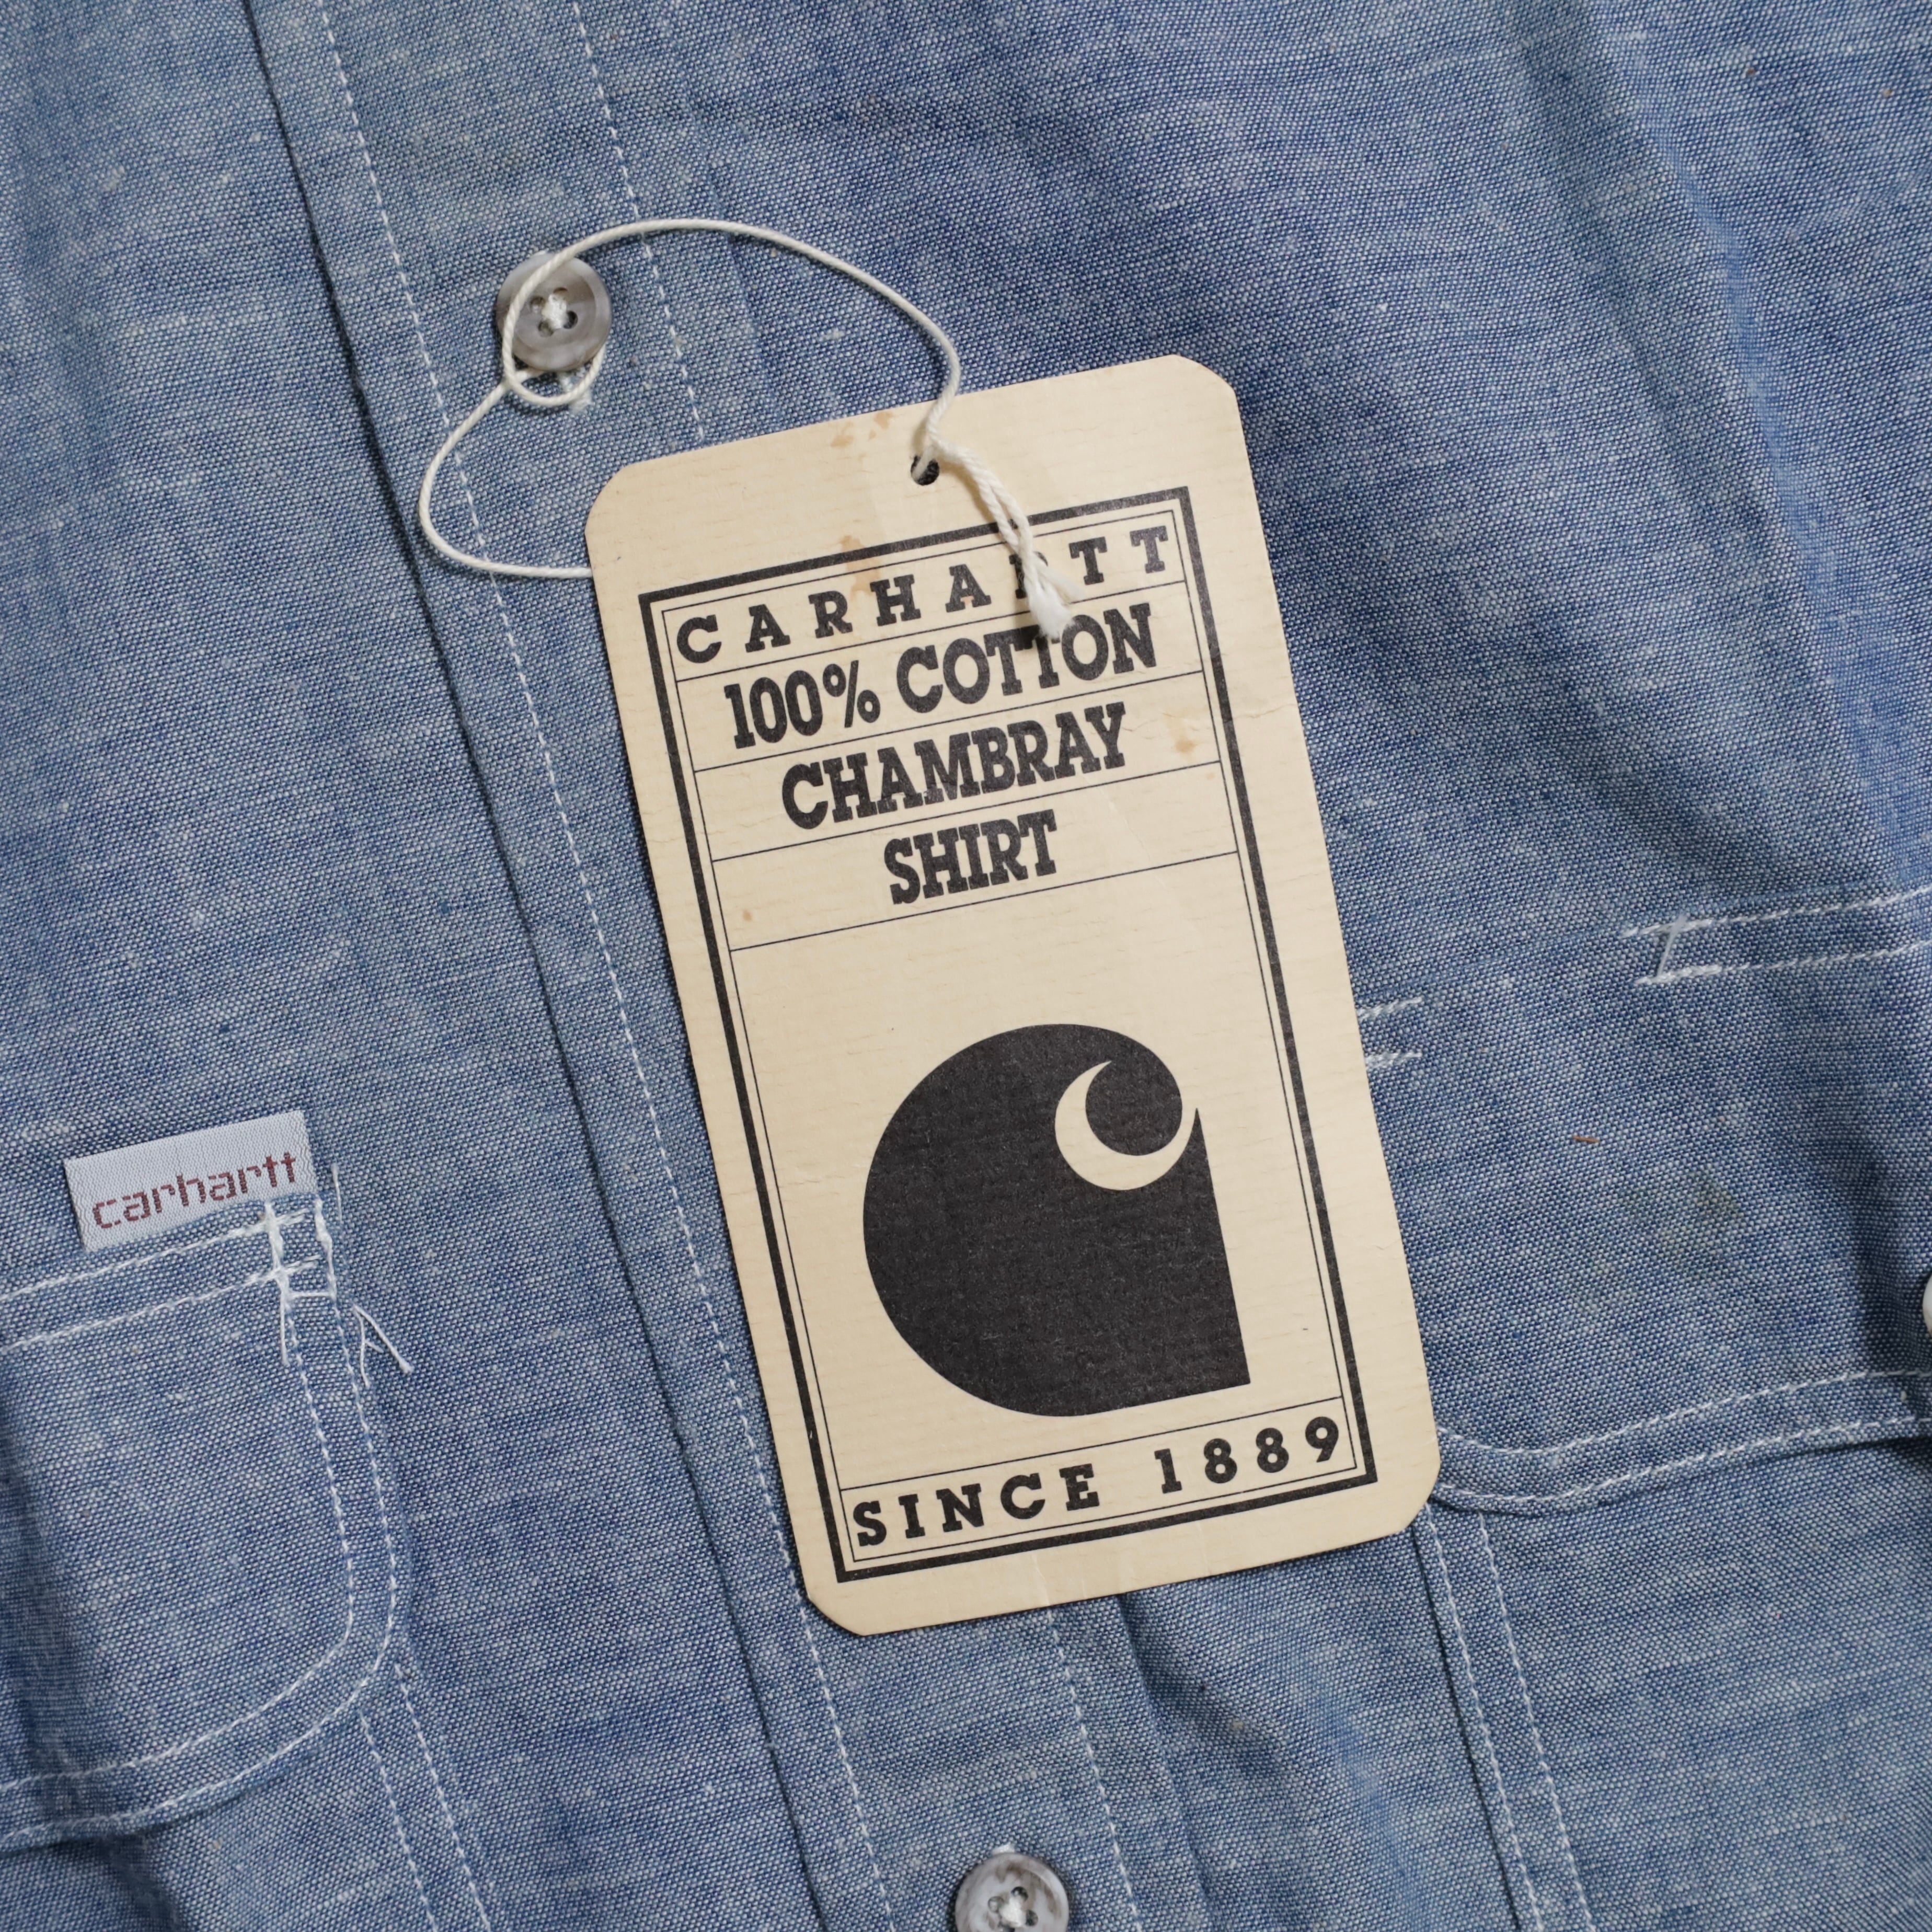 CARHARTT
100% COTTON
CHAMBRAY
SHIRT
SINCE 1889
carhartt